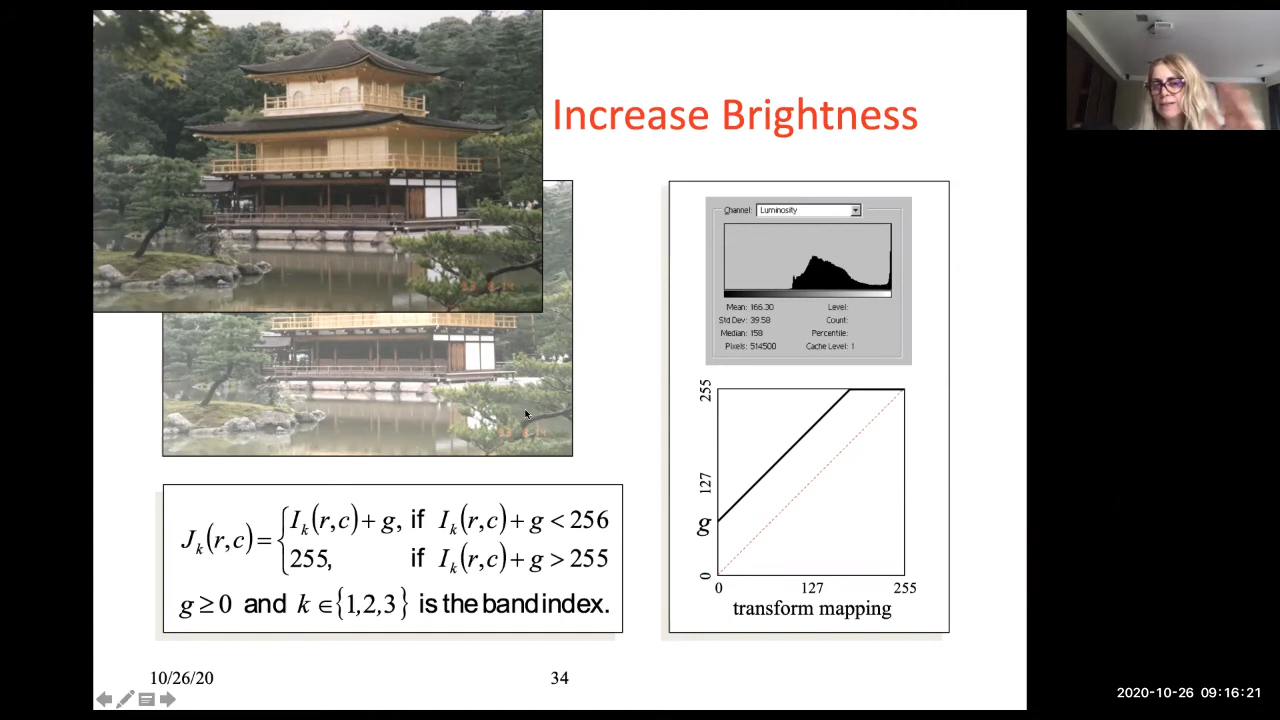 Increase Brightness
Channel: Luminosity
Mean: 166.30
Level:
Std Dev: 39.58
Count:
Median: 158
Percentile:
Pixels: 514500
Cache Level: 1
255
127
g
0
0 127 255
transform mapping
J_k(r,c) = { I_k(r,c) + g, if I_k(r,c) + g < 256
255, if I_k(r,c) + g > 255
g ≥ 0 and k ∈ {1,2,3} is the band index.
10/26/20
34
2020-10-26 09:16:21